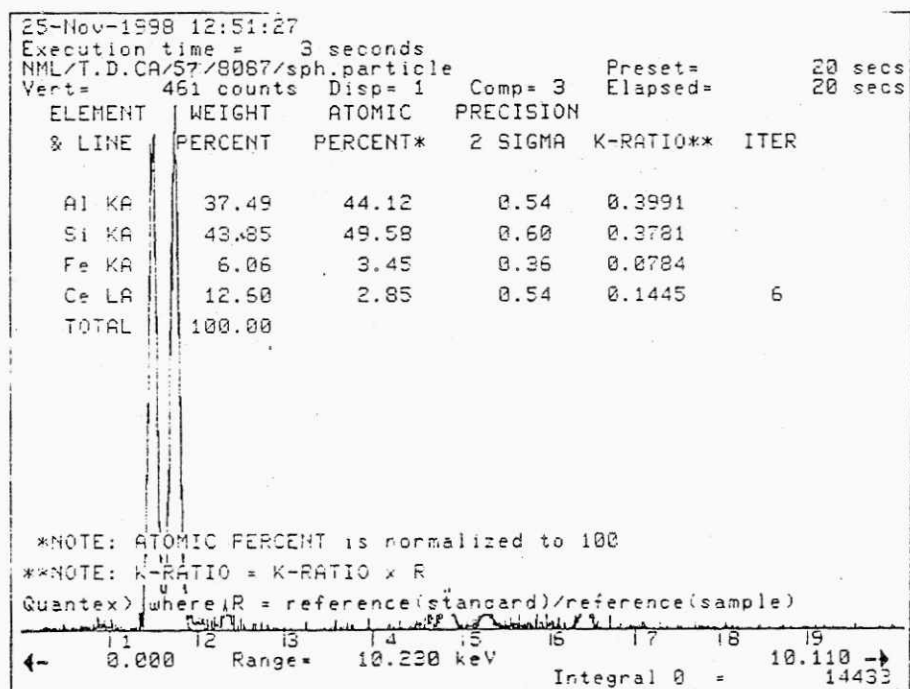 25-Nov-1998 12:51:27
Execution time = 3 seconds
NML/T.D.CA/57/8067/sph.particle Preset= 20 secs
Vert= 461 counts Disp= 1 Comp= 3 Elapsed= 20 secs
ELEMENT WEIGHT ATOMIC PRECISION
& LINE PERCENT PERCENT* 2 SIGMA K-RATIO** ITER
Al KA 37.49 44.12 0.54 0.3991
Si KA 43.85 49.58 0.60 0.3781
Fe KA 6.06 3.45 0.36 0.0784
Ce LA 12.60 2.85 0.54 0.1445 6
TOTAL 100.00
*NOTE: ATOMIC PERCENT is normalized to 100
**NOTE: K-RATIO = K-RATIO x R
Quantex> where R = reference(standard)/reference(sample)
1 2 3 4 5 6 7 8 9
← 0.000 Range= 10.230 keV 10.110 →
Integral 0 = 14433